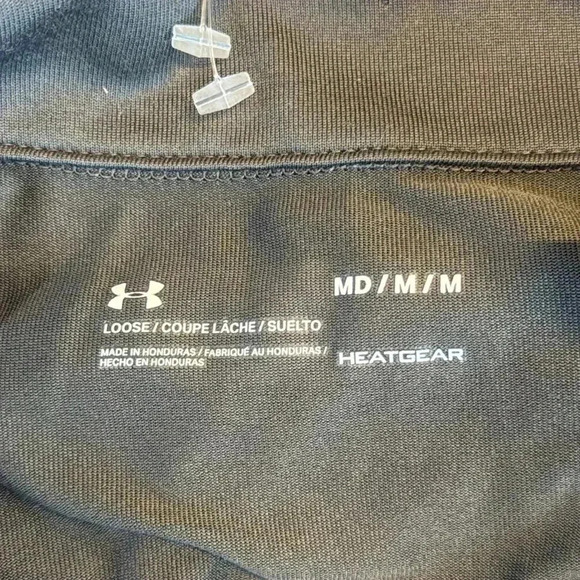 MD / M / M
LOOSE / COUPE LÂCHE / SUELTO
MADE IN HONDURAS / FABRIQUÉ AU HONDURAS /
HECHO EN HONDURAS
HEATGEAR